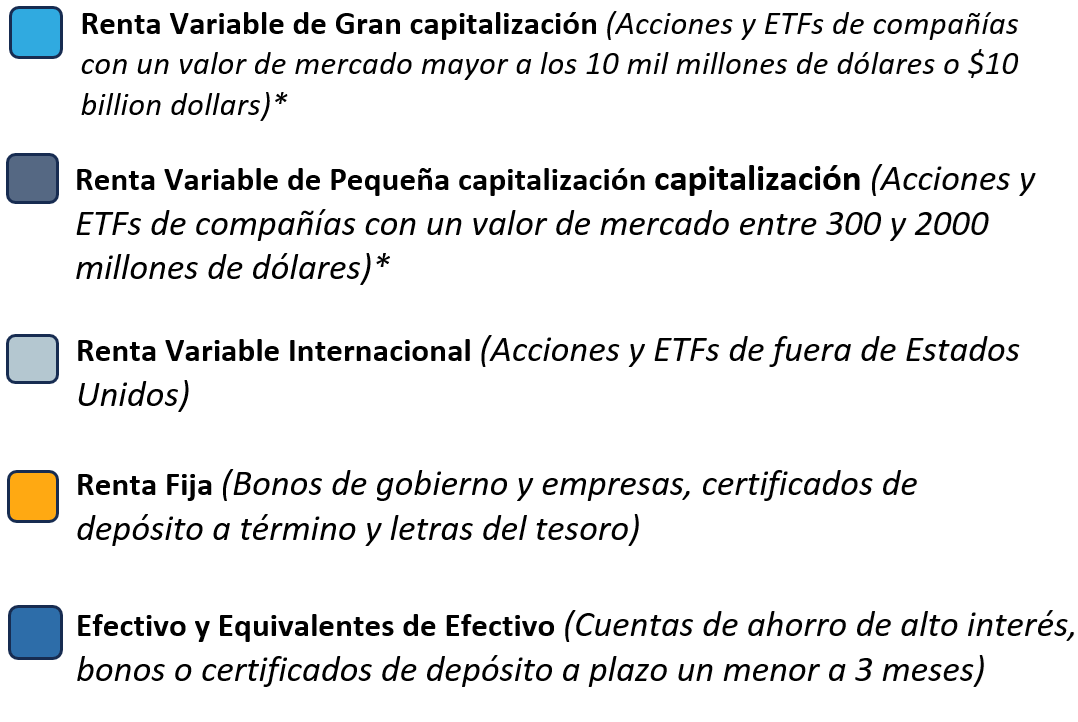 Renta Variable de Gran capitalización (Acciones y ETFs de compañías
con un valor de mercado mayor a los 10 mil millones de dólares o $10
billion dollars)*
Renta Variable de Pequeña capitalización capitalización (Acciones y
ETFs de compañías con un valor de mercado entre 300 y 2000
millones de dólares)*
Renta Variable Internacional (Acciones y ETFs de fuera de Estados
Unidos)
Renta Fija (Bonos de gobierno y empresas, certificados de
depósito a término y letras del tesoro)
Efectivo y Equivalentes de Efectivo (Cuentas de ahorro de alto interés,
bonos o certificados de depósito a plazo un menor a 3 meses)